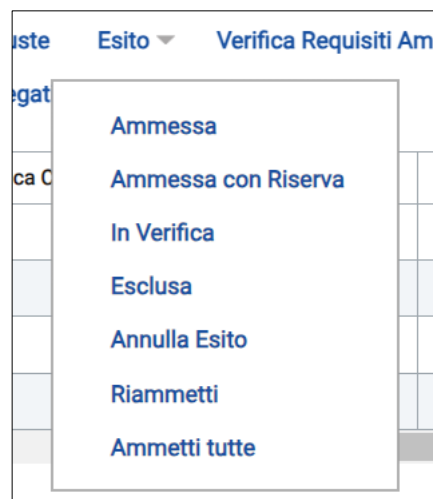 uste Esito Verifica Requisiti Am
egat
ca C
Ammessa
Ammessa con Riserva
In Verifica
Esclusa
Annulla Esito
Riammetti
Ammetti tutte